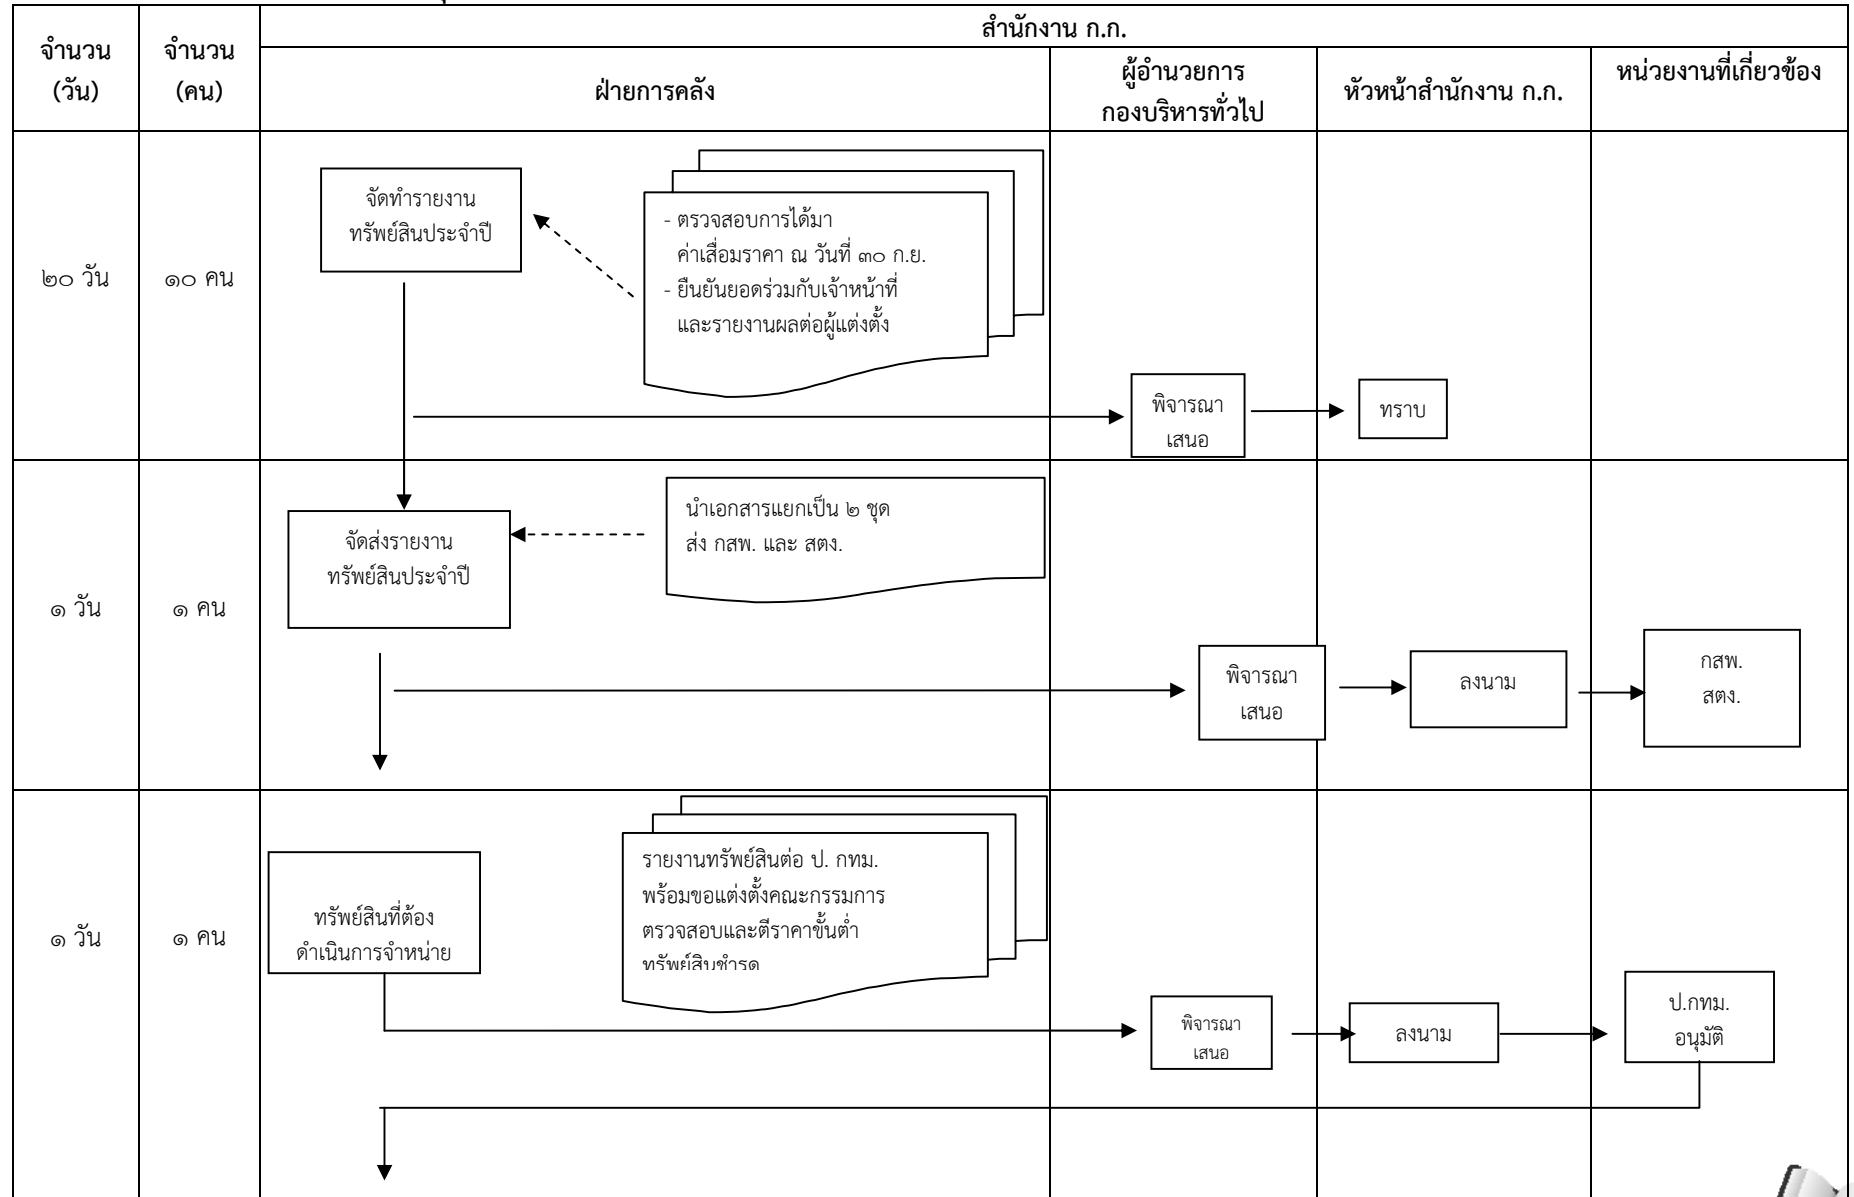 สำนักงาน ก.ก.
จำนวน
(วัน)
จำนวน
(คน)
ฝ่ายการคลัง
ผู้อำนวยการ
กองบริหารทั่วไป
หัวหน้าสำนักงาน ก.ก.
หน่วยงานที่เกี่ยวข้อง
๒๐ วัน
๑๐ คน
จัดทำรายงาน
ทรัพย์สินประจำปี
- ตรวจสอบการได้มา
ค่าเสื่อมราคา ณ วันที่ ๓๐ ก.ย.
- ยืนยันยอดร่วมกับเจ้าหน้าที่
และรายงานผลต่อผู้แต่งตั้ง
พิจารณา
เสนอ
ทราบ
๑ วัน
๑ คน
จัดส่งรายงาน
ทรัพย์สินประจำปี
นำเอกสารแยกเป็น ๒ ชุด
ส่ง กสพ. และ สตง.
พิจารณา
เสนอ
ลงนาม
กสพ.
สตง.
๑ วัน
๑ คน
ทรัพย์สินที่ต้อง
ดำเนินการจำหน่าย
รายงานทรัพย์สินต่อ ป. กทม.
พร้อมขอแต่งตั้งคณะกรรมการ
ตรวจสอบและตีราคาขั้นต่ำ
ทรัพย์สินชำรุด
พิจารณา
เสนอ
ลงนาม
ป.กทม.
อนุมัติ